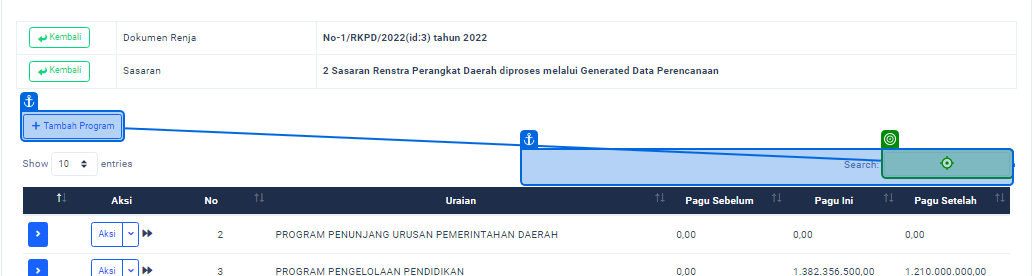 Kembali Dokumen Renja No-1/RKPD/2022(id:3) tahun 2022
Kembali Sasaran 2 Sasaran Renstra Perangkat Daerah diproses melalui Generated Data Perencanaan
+ Tambah Program
Show 10 entries Search:
Aksi No Uraian Pagu Sebelum Pagu Ini Pagu Setelah
Aksi 2 PROGRAM PENUNJANG URUSAN PEMERINTAHAN DAERAH 0,00 0,00 0,00
Aksi 3 PROGRAM PENGELOLAAN PENDIDIKAN 0,00 1.382.356.500,00 1.210.000.000,00